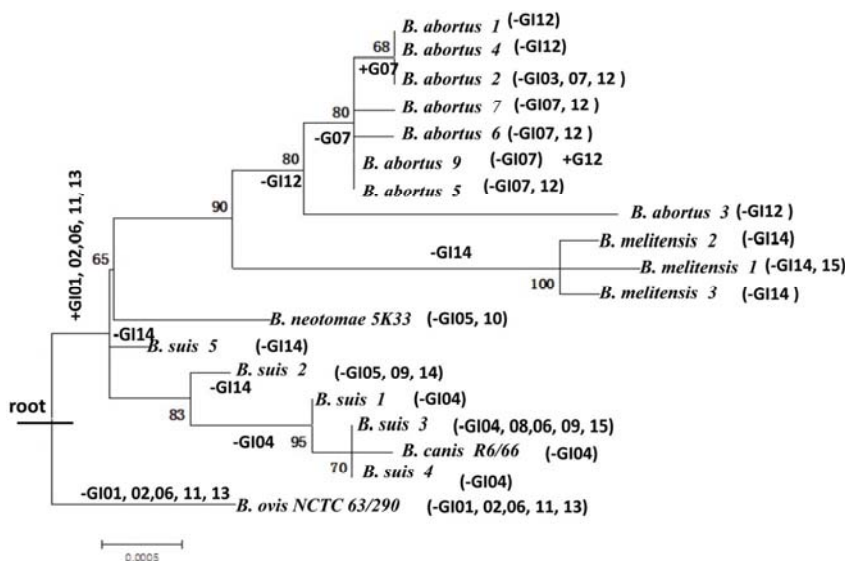 B. abortus 1 (-GI12)
68 B. abortus 4 (-GI12)
+G07
B. abortus 2 (-GI03, 07, 12 )
80 B. abortus 7 (-GI07, 12 )
-G07 B. abortus 6 (-GI07, 12 )
80 B. abortus 9 (-GI07) +G12
-GI12 B. abortus 5 (-GI07, 12)
90 B. abortus 3 (-GI12 )
+GI01, 02,06, 11, 13
-GI14 B. melitensis 2 (-GI14)
65 B. melitensis 1 (-GI14, 15)
100 B. melitensis 3 (-GI14 )
B. neotomae 5K33 (-GI05, 10)
-GI14
B. suis 5 (-GI14)
B. suis 2 (-GI05, 09, 14)
-GI14
83 B. suis 1 (-GI04)
root
B. suis 3 (-GI04, 08,06, 09, 15)
-GI04 95
B. canis R6/66 (-GI04)
70 B. suis 4 (-GI04)
-GI01, 02,06, 11, 13
B. ovis NCTC 63/290 (-GI01, 02,06, 11, 13)
0.0005